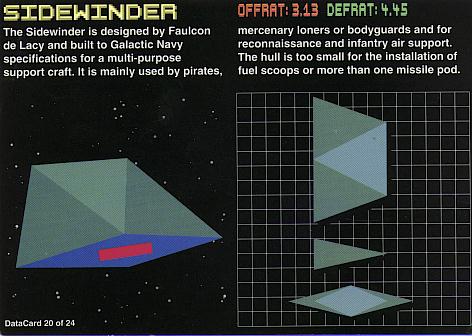 SIDEWINDER
OFFRAT: 3.13 DEFRAT: 4.45
The Sidewinder is designed by Faulcon
de Lacy and built to Galactic Navy
specifications for a multi-purpose
support craft. It is mainly used by pirates,
mercenary loners or bodyguards and for
reconnaissance and infantry air support.
The hull is too small for the installation of
fuel scoops or more than one missile pod.
DataCard 20 of 24